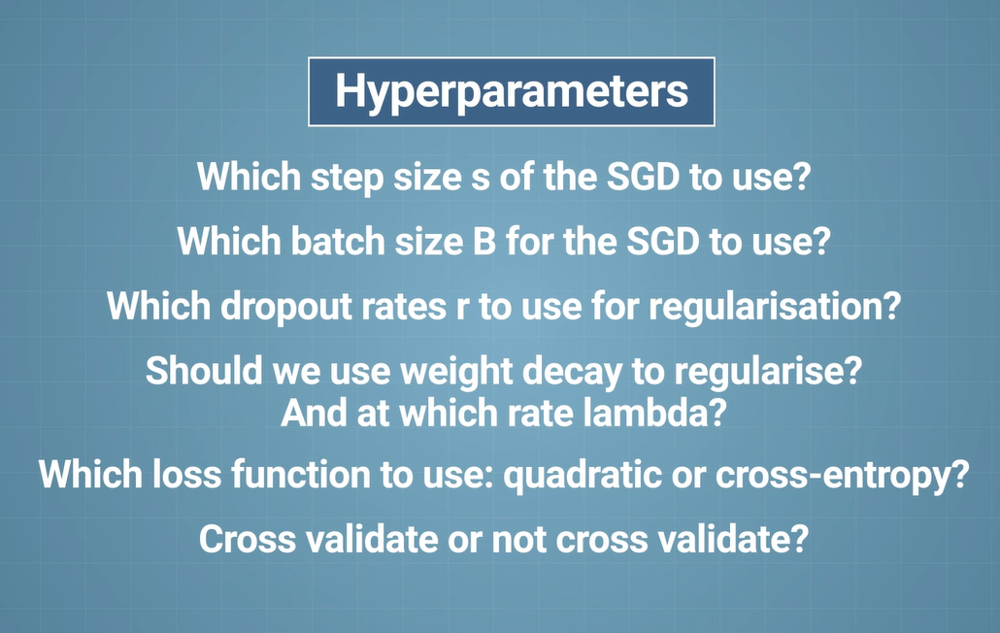 Hyperparameters
Which step size s of the SGD to use?
Which batch size B for the SGD to use?
Which dropout rates r to use for regularisation?
Should we use weight decay to regularise?
And at which rate lambda?
Which loss function to use: quadratic or cross-entropy?
Cross validate or not cross validate?